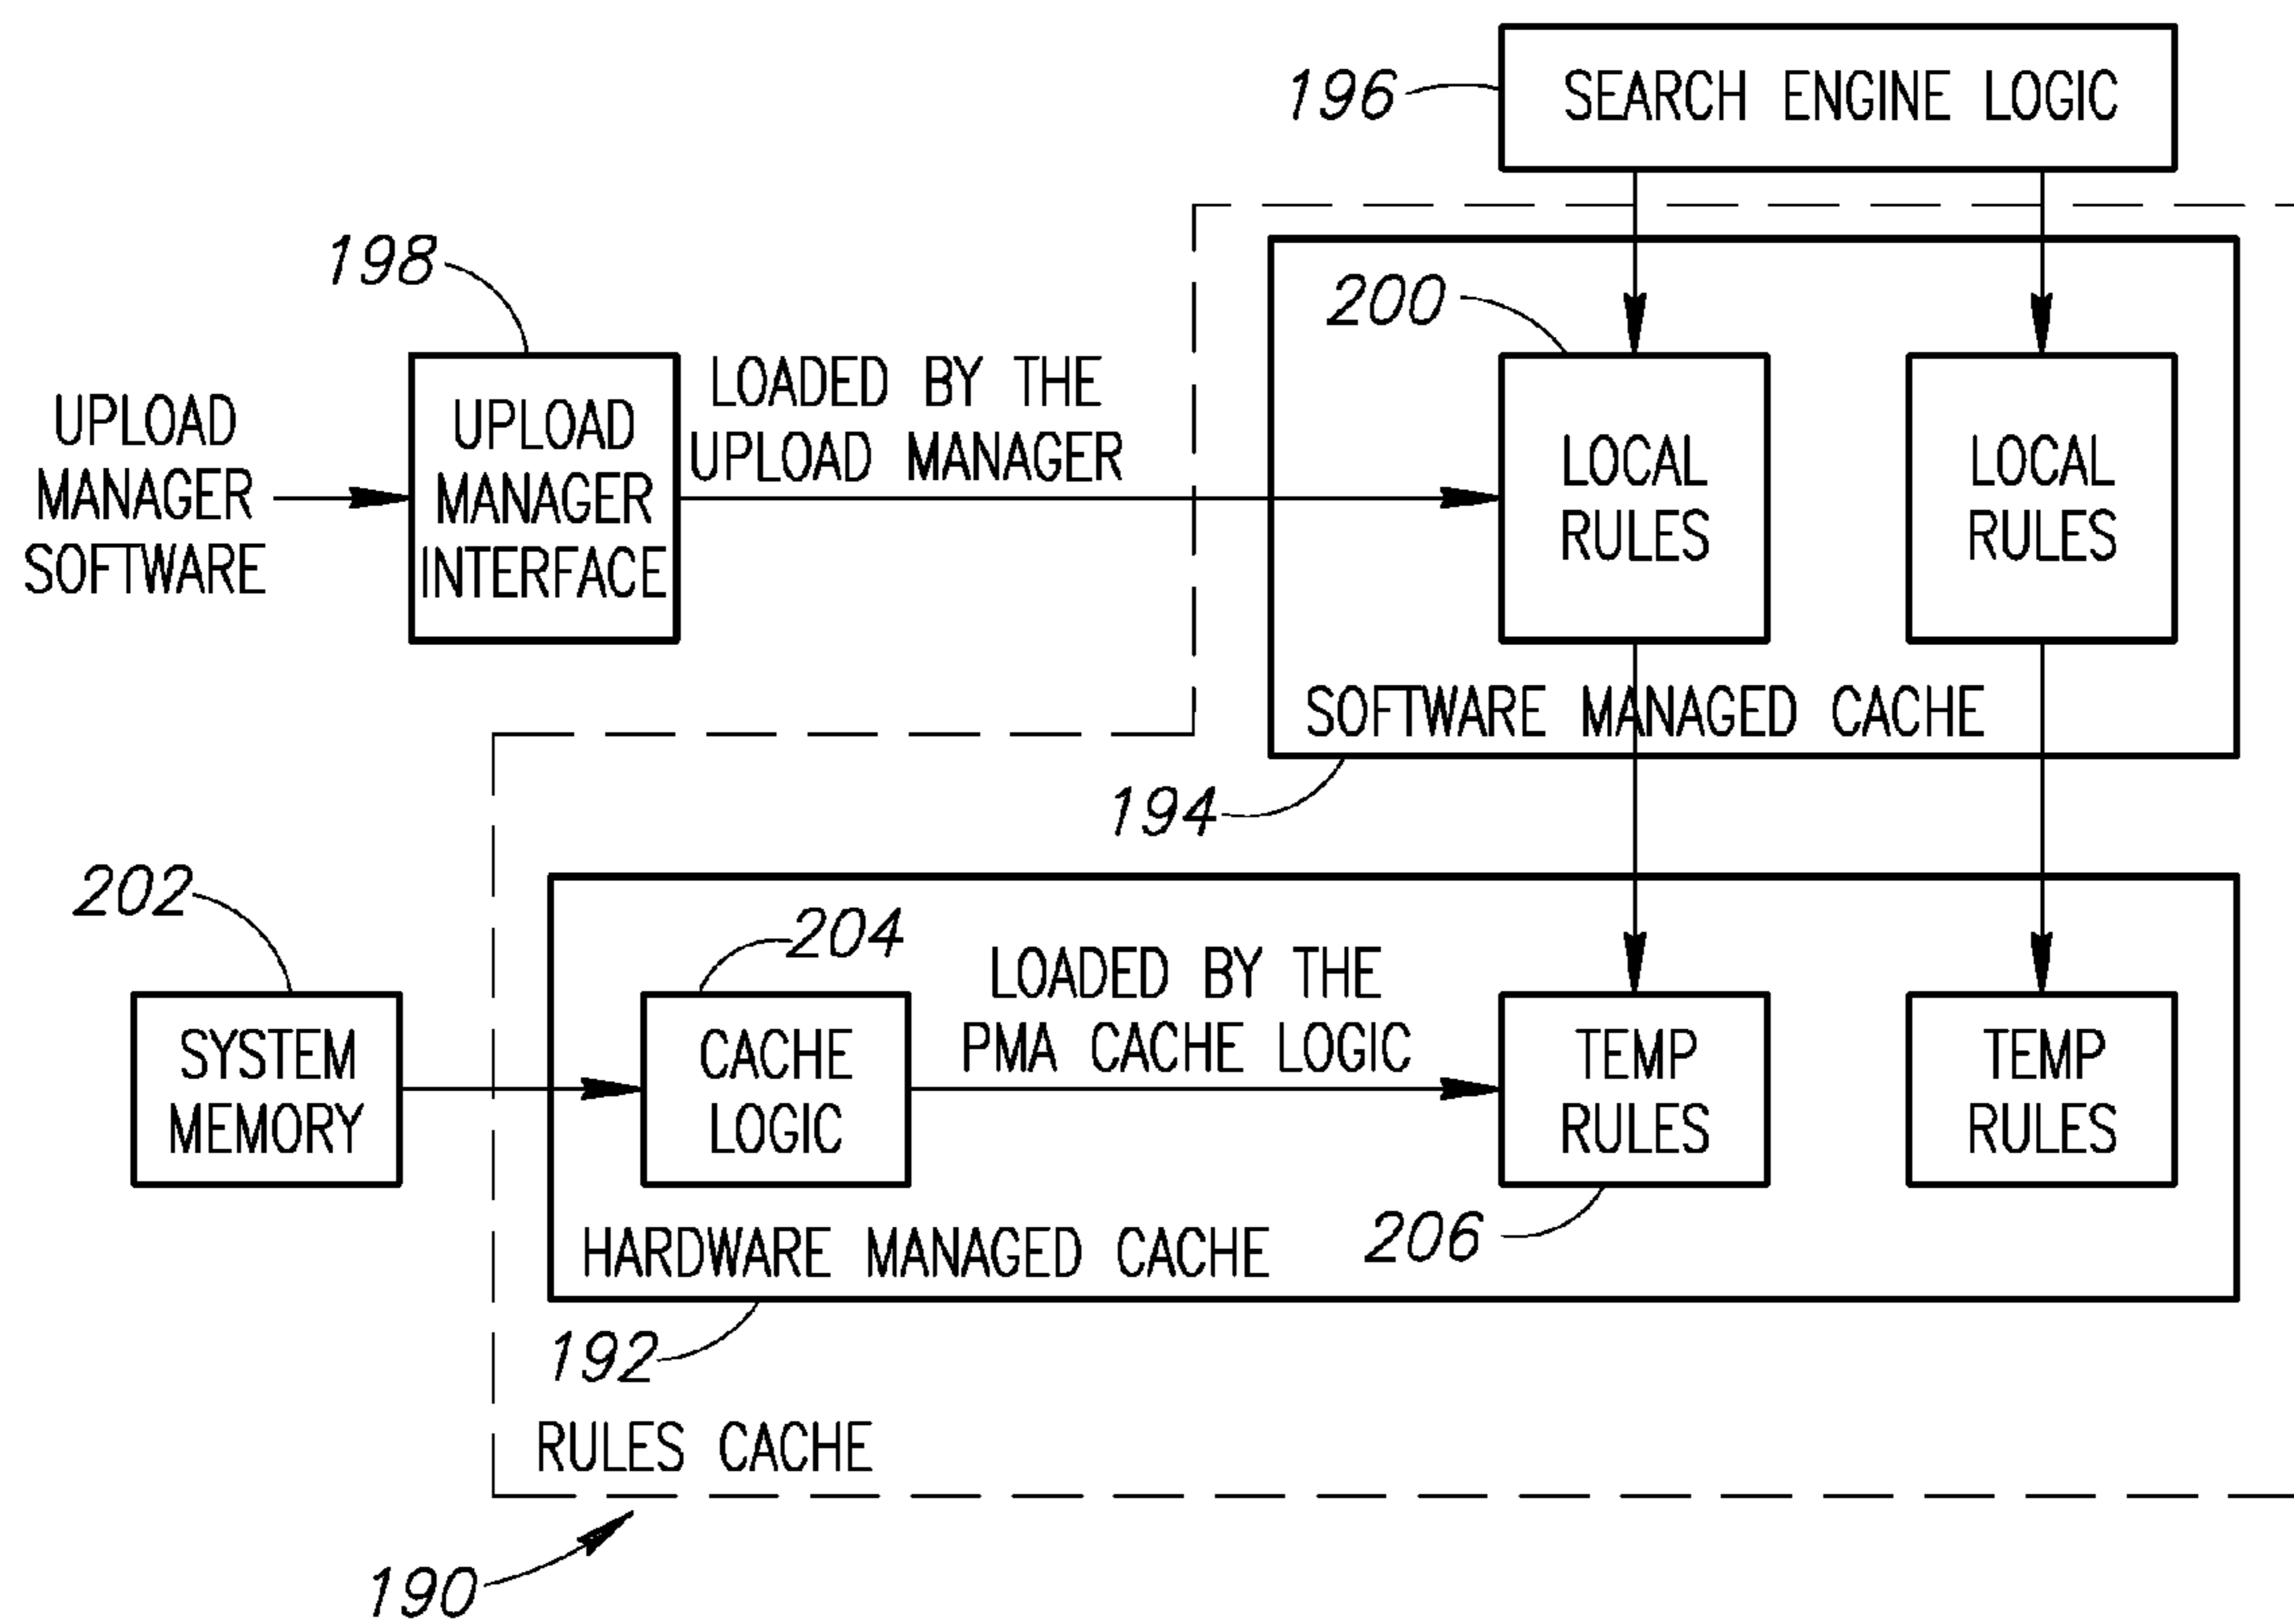 196
SEARCH ENGINE LOGIC
198
200
UPLOAD
MANAGER
SOFTWARE
UPLOAD
MANAGER
INTERFACE
LOADED BY THE
UPLOAD MANAGER
LOCAL
RULES
LOCAL
RULES
SOFTWARE MANAGED CACHE
194
202
204
SYSTEM
MEMORY
CACHE
LOGIC
LOADED BY THE
PMA CACHE LOGIC
TEMP
RULES
TEMP
RULES
206
HARDWARE MANAGED CACHE
192
RULES CACHE
190